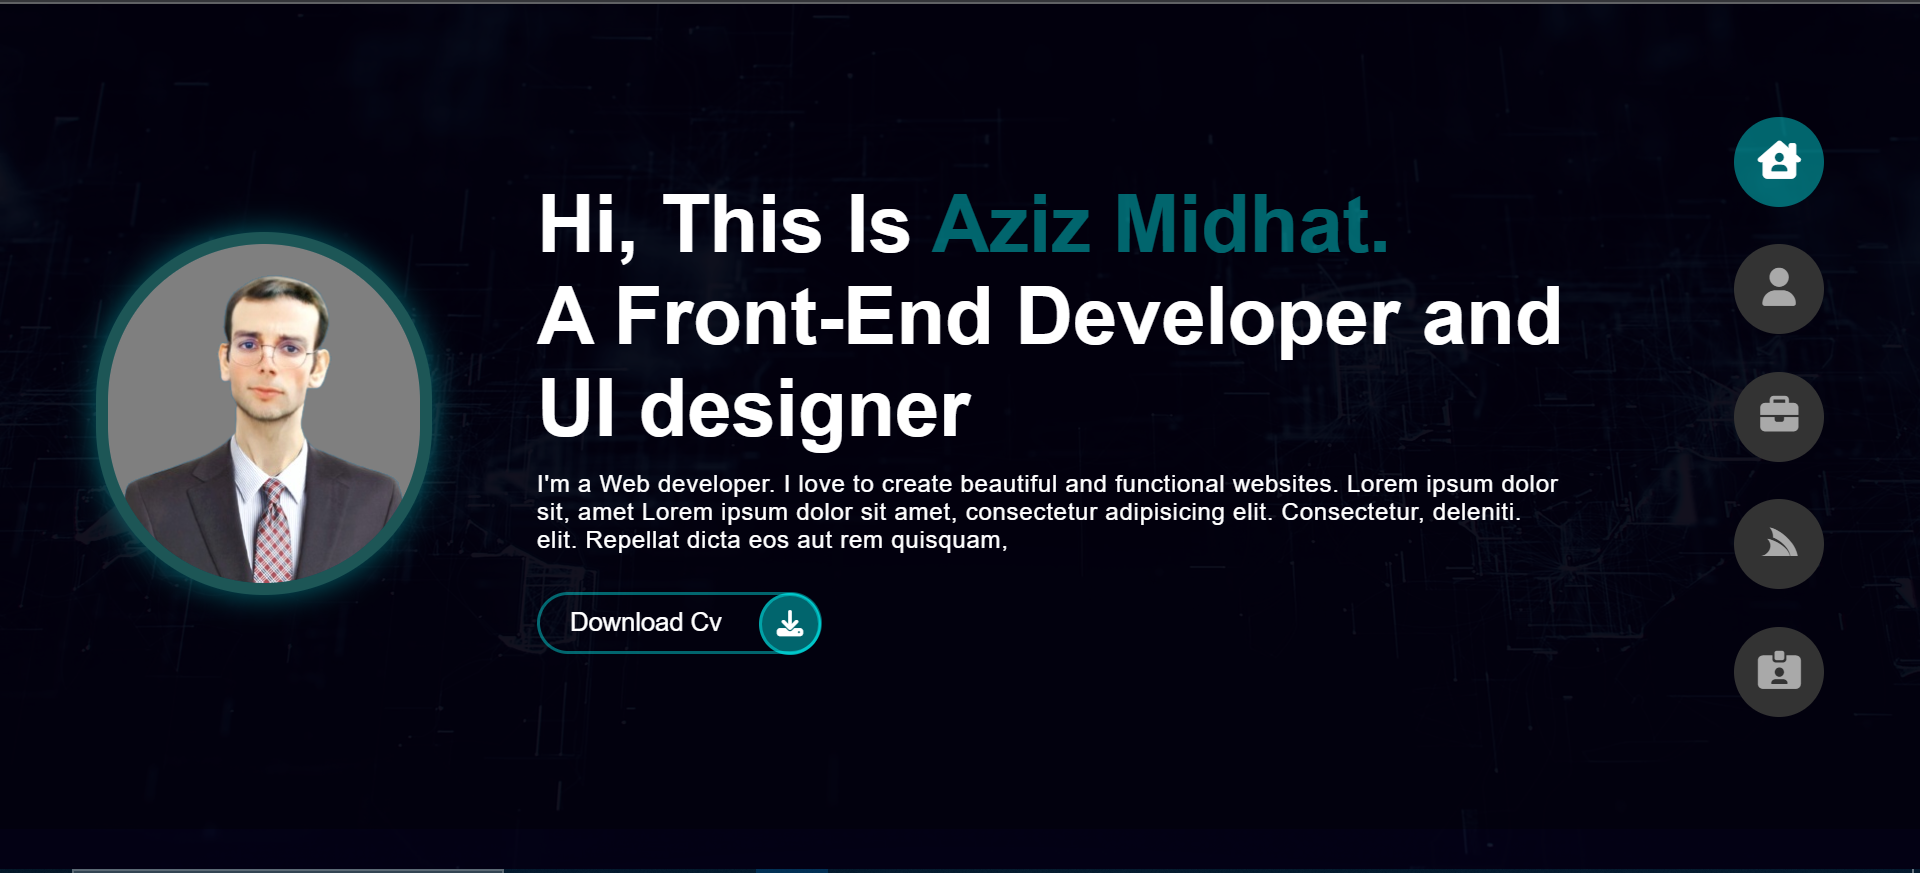 Hi, This Is Aziz Midhat.
A Front-End Developer and
UI designer
I'm a Web developer. I love to create beautiful and functional websites. Lorem ipsum dolor
sit, amet Lorem ipsum dolor sit amet, consectetur adipisicing elit. Consectetur, deleniti.
elit. Repellat dicta eos aut rem quisquam,
Download Cv